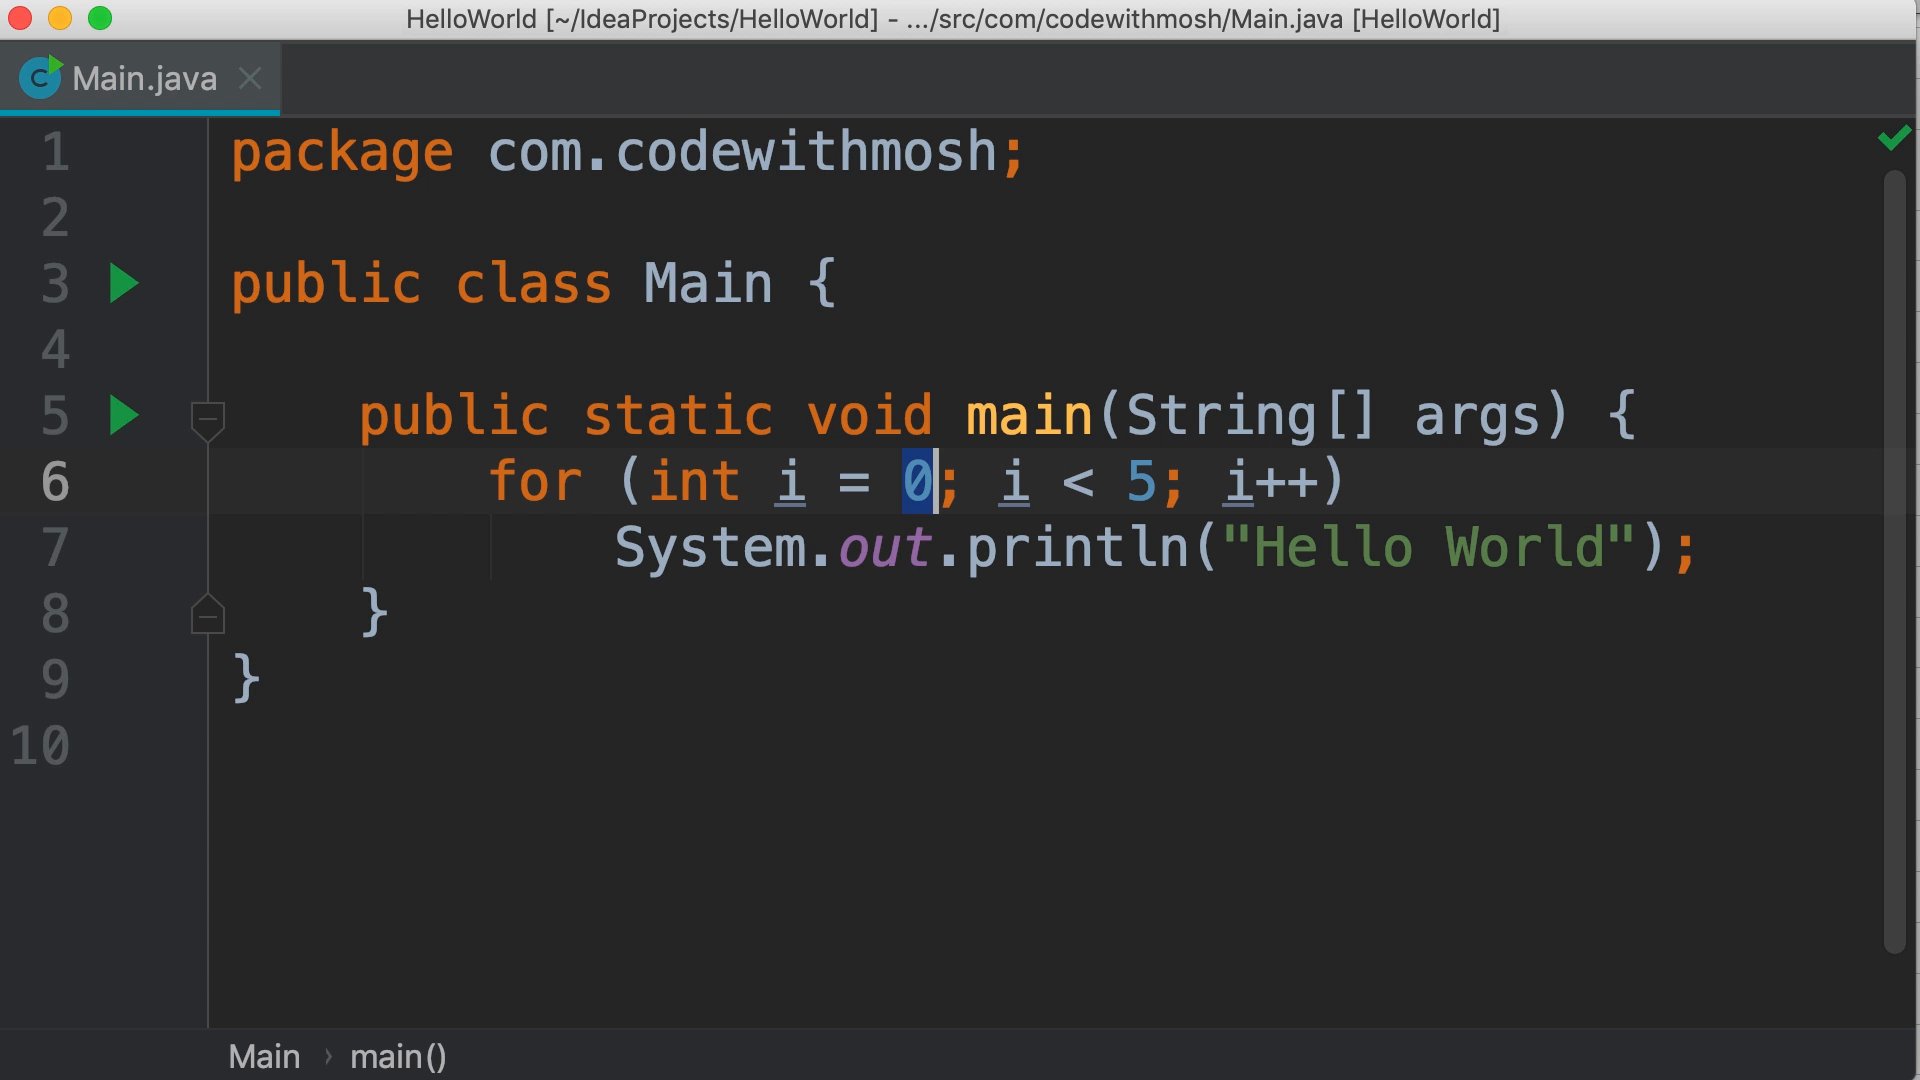 HelloWorld [~/IdeaProjects/HelloWorld] - .../src/com/codewithmosh/Main.java [HelloWorld]
C Main.java
1 package com.codewithmosh;
2
3 public class Main {
4
5 public static void main(String[] args) {
6 for (int i = 0; i < 5; i++)
7 System.out.println("Hello World");
8 }
9 }
10
Main › main()